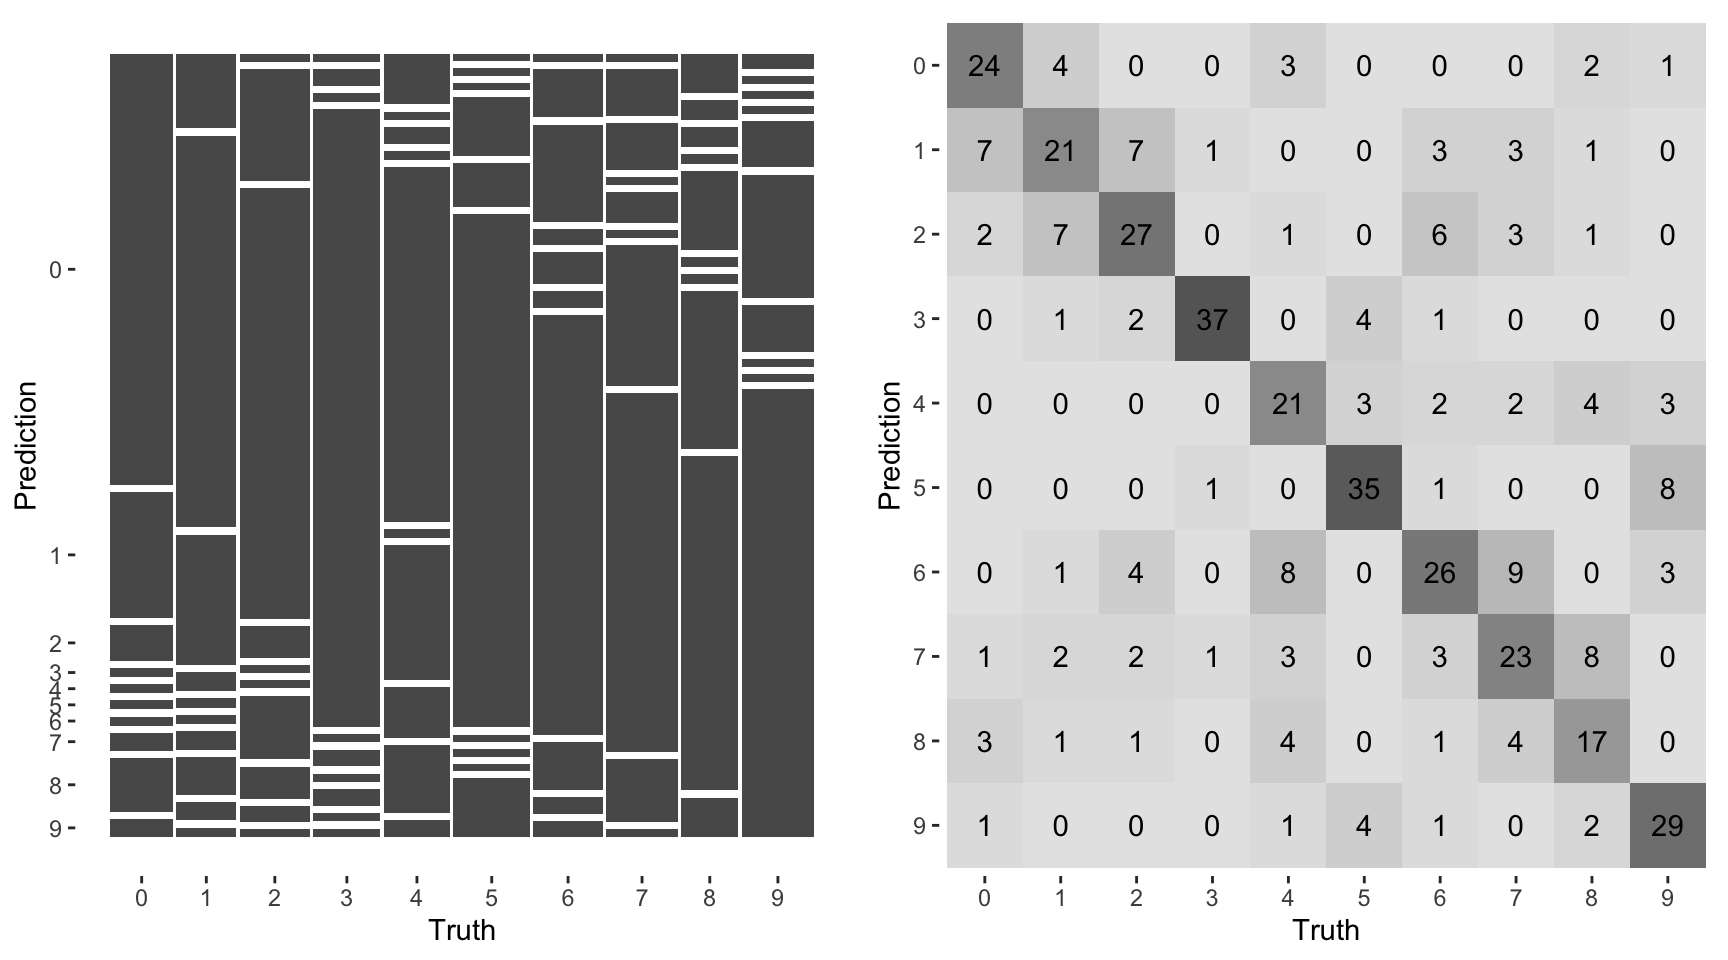 Prediction
0
1
2
3
4
5
6
7
8
9
0 1 2 3 4 5 6 7 8 9
Truth
Prediction
0 24 4 0 0 3 0 0 0 2 1
1 7 21 7 1 0 0 3 3 1 0
2 2 7 27 0 1 0 6 3 1 0
3 0 1 2 37 0 4 1 0 0 0
4 0 0 0 0 21 3 2 2 4 3
5 0 0 0 1 0 35 1 0 0 8
6 0 1 4 0 8 0 26 9 0 3
7 1 2 2 1 3 0 3 23 8 0
8 3 1 1 0 4 0 1 4 17 0
9 1 0 0 0 1 4 1 0 2 29
0 1 2 3 4 5 6 7 8 9
Truth